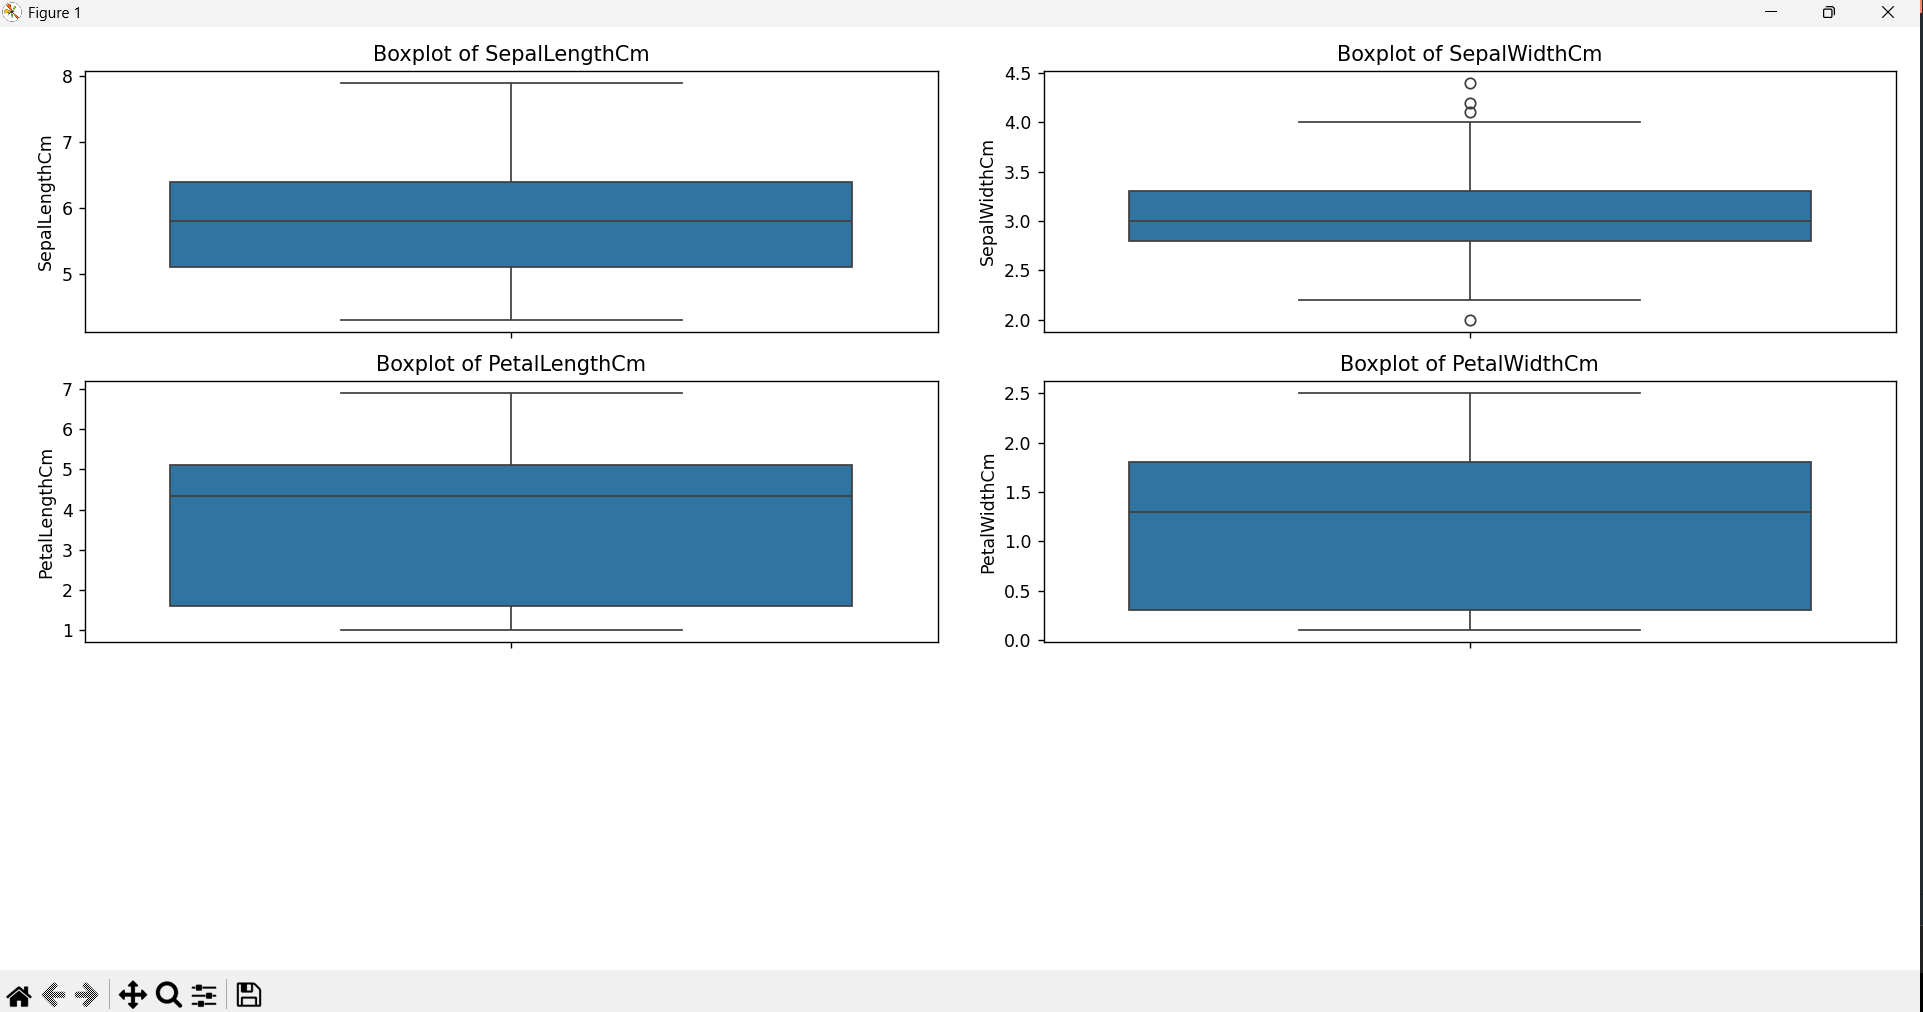 Figure 1
Boxplot of SepalLengthCm
SepalLengthCm
8
7
6
5
Boxplot of SepalWidthCm
SepalWidthCm
4.5
4.0
3.5
3.0
2.5
2.0
Boxplot of PetalLengthCm
PetalLengthCm
7
6
5
4
3
2
1
Boxplot of PetalWidthCm
PetalWidthCm
2.5
2.0
1.5
1.0
0.5
0.0